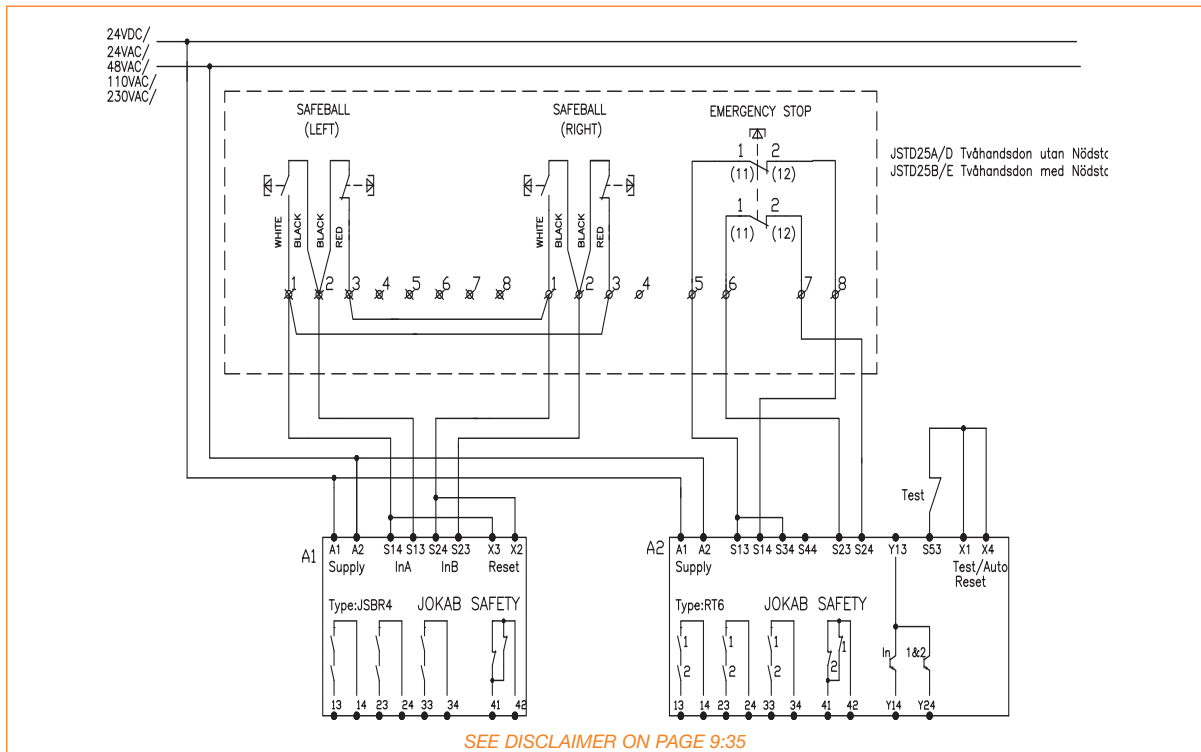 24VDC/
24VAC/
48VAC/
110VAC/
230VAC/
SAFEBALL
(LEFT)
SAFEBALL
(RIGHT)
EMERGENCY STOP
JSTD25A/D Tvåhandsdon utan Nödsto
JSTD25B/E Tvåhandsdon med Nödsto
1 2
(11) (12)
1 2
(11) (12)
WHITE BLACK BLACK RED
WHITE BLACK BLACK RED
1 2 3 4 5 6 7 8 1 2 3 4 5 6 7 8
Test
A1
A1 A2 S14 S13 S24 S23 X3 X2
Supply InA InB Reset
Type:JSBR4 JOKAB SAFETY
13 14 23 24 33 34 41 42
A2
A1 A2 S13 S14 S34 S44 S23 S24 Y13 S53 X1 X4
Supply Test/Auto
Reset
Type:RT6 JOKAB SAFETY
1 1 1 1
2 2 2 2
In 1&2
13 14 23 24 33 34 41 42 Y14 Y24
SEE DISCLAIMER ON PAGE 9:35